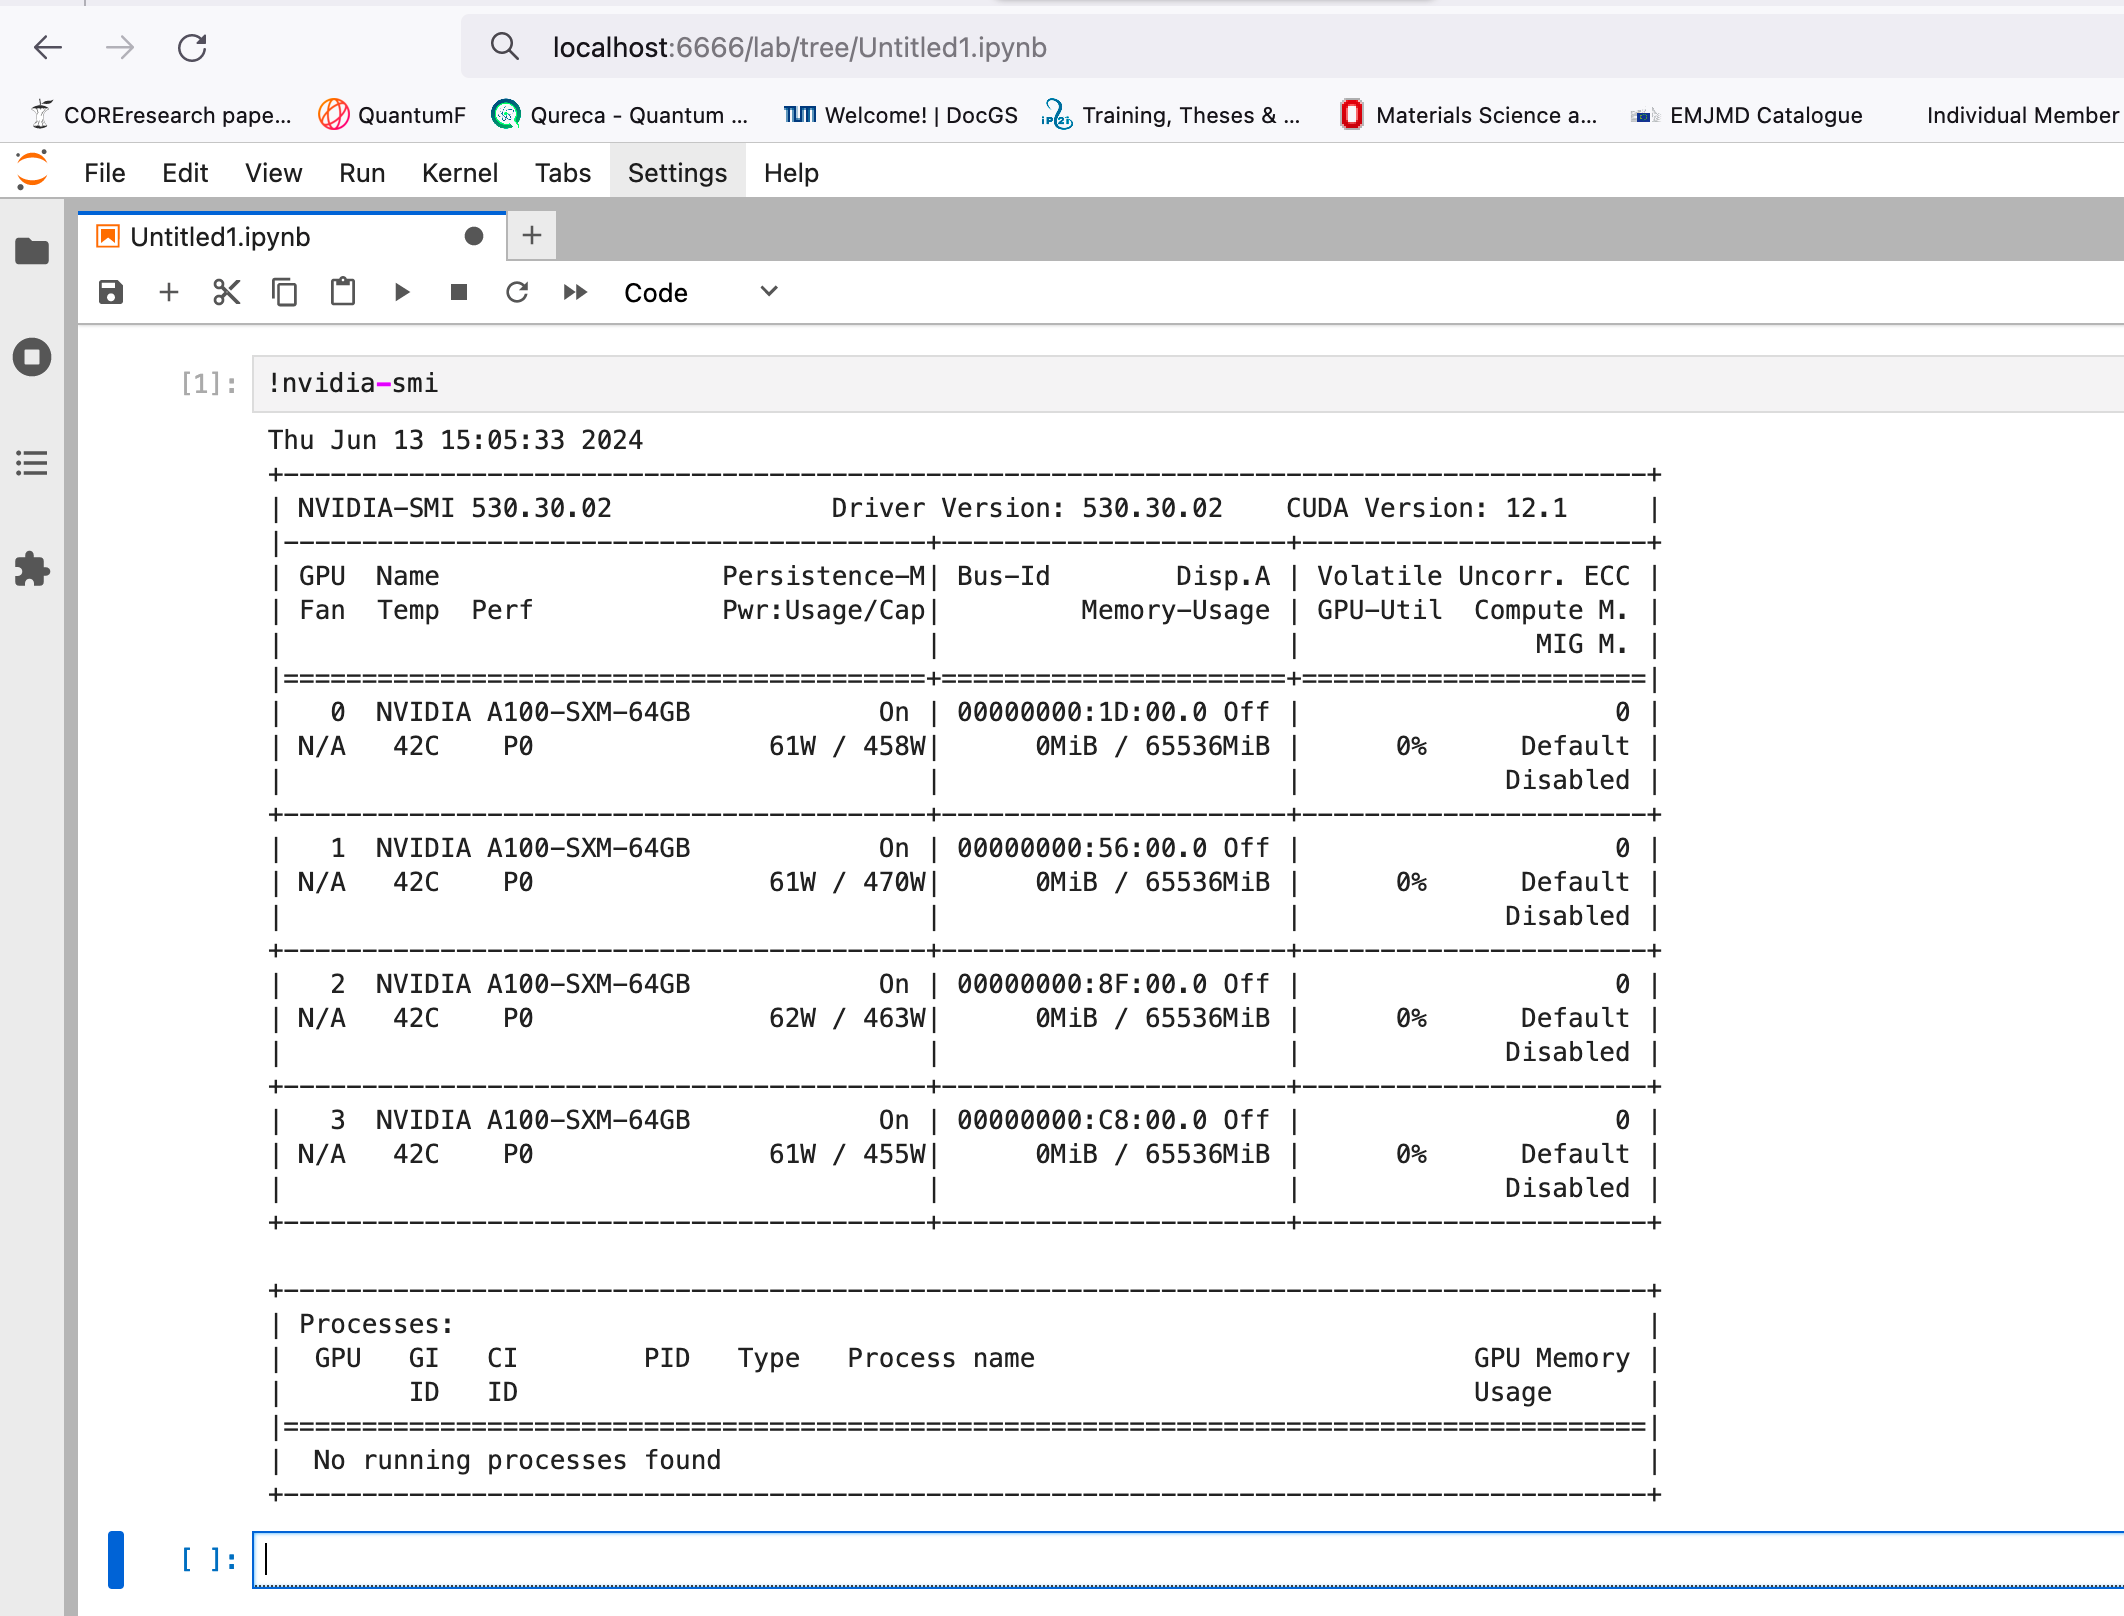 localhost:6666/lab/tree/Untitled1.ipynb
COREresearch pape... QuantumF Qureca - Quantum ... TUM Welcome! | DocGS iP2i Training, Theses & ... Materials Science a... EMJMD Catalogue Individual Member
File Edit View Run Kernel Tabs Settings Help
Untitled1.ipynb
Code
[1]: !nvidia-smi
Thu Jun 13 15:05:33 2024
+---------------------------------------------------------------------------------------+
| NVIDIA-SMI 530.30.02              Driver Version: 530.30.02    CUDA Version: 12.1     |
|-----------------------------------------+----------------------+----------------------+
| GPU  Name                  Persistence-M| Bus-Id        Disp.A | Volatile Uncorr. ECC |
| Fan  Temp  Perf            Pwr:Usage/Cap|         Memory-Usage | GPU-Util  Compute M. |
|                                         |                      |               MIG M. |
|=========================================+======================+======================|
|   0  NVIDIA A100-SXM-64GB            On | 00000000:1D:00.0 Off |                    0 |
| N/A   42C    P0               61W / 458W|      0MiB / 65536MiB |      0%      Default |
|                                         |                      |             Disabled |
+-----------------------------------------+----------------------+----------------------+
|   1  NVIDIA A100-SXM-64GB            On | 00000000:56:00.0 Off |                    0 |
| N/A   42C    P0               61W / 470W|      0MiB / 65536MiB |      0%      Default |
|                                         |                      |             Disabled |
+-----------------------------------------+----------------------+----------------------+
|   2  NVIDIA A100-SXM-64GB            On | 00000000:8F:00.0 Off |                    0 |
| N/A   42C    P0               62W / 463W|      0MiB / 65536MiB |      0%      Default |
|                                         |                      |             Disabled |
+-----------------------------------------+----------------------+----------------------+
|   3  NVIDIA A100-SXM-64GB            On | 00000000:C8:00.0 Off |                    0 |
| N/A   42C    P0               61W / 455W|      0MiB / 65536MiB |      0%      Default |
|                                         |                      |             Disabled |
+-----------------------------------------+----------------------+----------------------+
+---------------------------------------------------------------------------------------+
| Processes:                                                                            |
|  GPU   GI   CI        PID   Type   Process name                            GPU Memory |
|        ID   ID                                                             Usage      |
|=======================================================================================|
|  No running processes found                                                           |
+---------------------------------------------------------------------------------------+
[ ]: